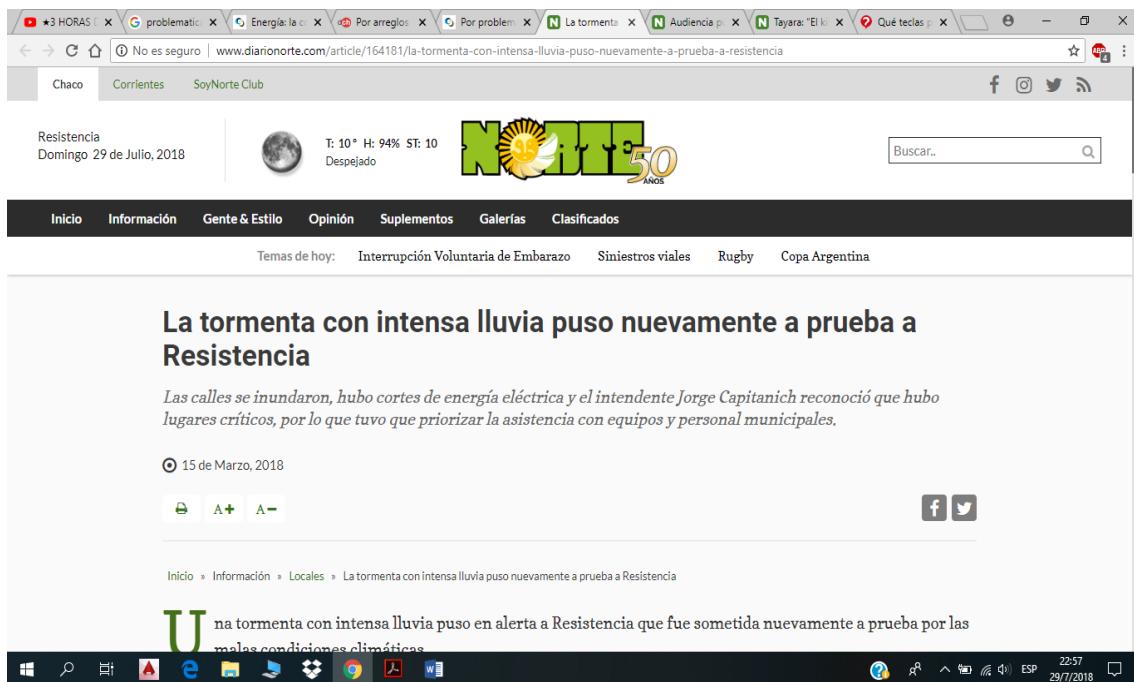 ★3 HORAS D
problematic
Energía: la co
Por arreglos
Por problem
La tormenta
Audiencia p
Tayara: "El k
Qué teclas p
No es seguro | www.diarionorte.com/article/164181/la-tormenta-con-intensa-lluvia-puso-nuevamente-a-prueba-a-resistencia
ABP
4
Chaco Corrientes SoyNorte Club
Resistencia
Domingo 29 de Julio, 2018
T: 10° H: 94% ST: 10
Despejado
NORTE
50
AÑOS
Buscar..
Inicio Información Gente & Estilo Opinión Suplementos Galerías Clasificados
Temas de hoy: Interrupción Voluntaria de Embarazo Siniestros viales Rugby Copa Argentina
La tormenta con intensa lluvia puso nuevamente a prueba a
Resistencia
Las calles se inundaron, hubo cortes de energía eléctrica y el intendente Jorge Capitanich reconoció que hubo
lugares críticos, por lo que tuvo que priorizar la asistencia con equipos y personal municipales.
15 de Marzo, 2018
A+ A-
Inicio » Información » Locales » La tormenta con intensa lluvia puso nuevamente a prueba a Resistencia
Una tormenta con intensa lluvia puso en alerta a Resistencia que fue sometida nuevamente a prueba por las
malas condiciones climáticas
ESP
22:57
29/7/2018